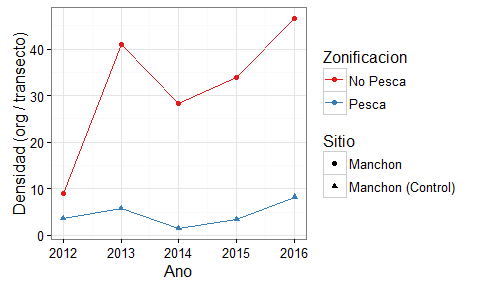 Densidad (org / transecto)
40
30
20
10
0
2012 2013 2014 2015 2016
Ano
Zonificacion
No Pesca
Pesca
Sitio
Manchon
Manchon (Control)